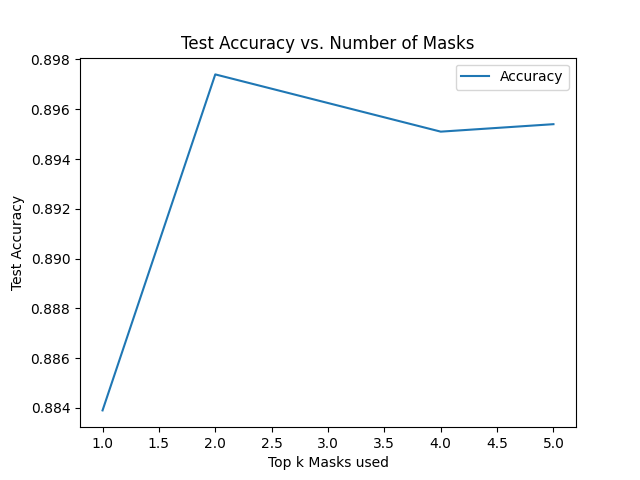 Test Accuracy vs. Number of Masks
Accuracy
0.898
0.896
0.894
0.892
0.890
0.888
0.886
0.884
Test Accuracy
1.0 1.5 2.0 2.5 3.0 3.5 4.0 4.5 5.0
Top k Masks used